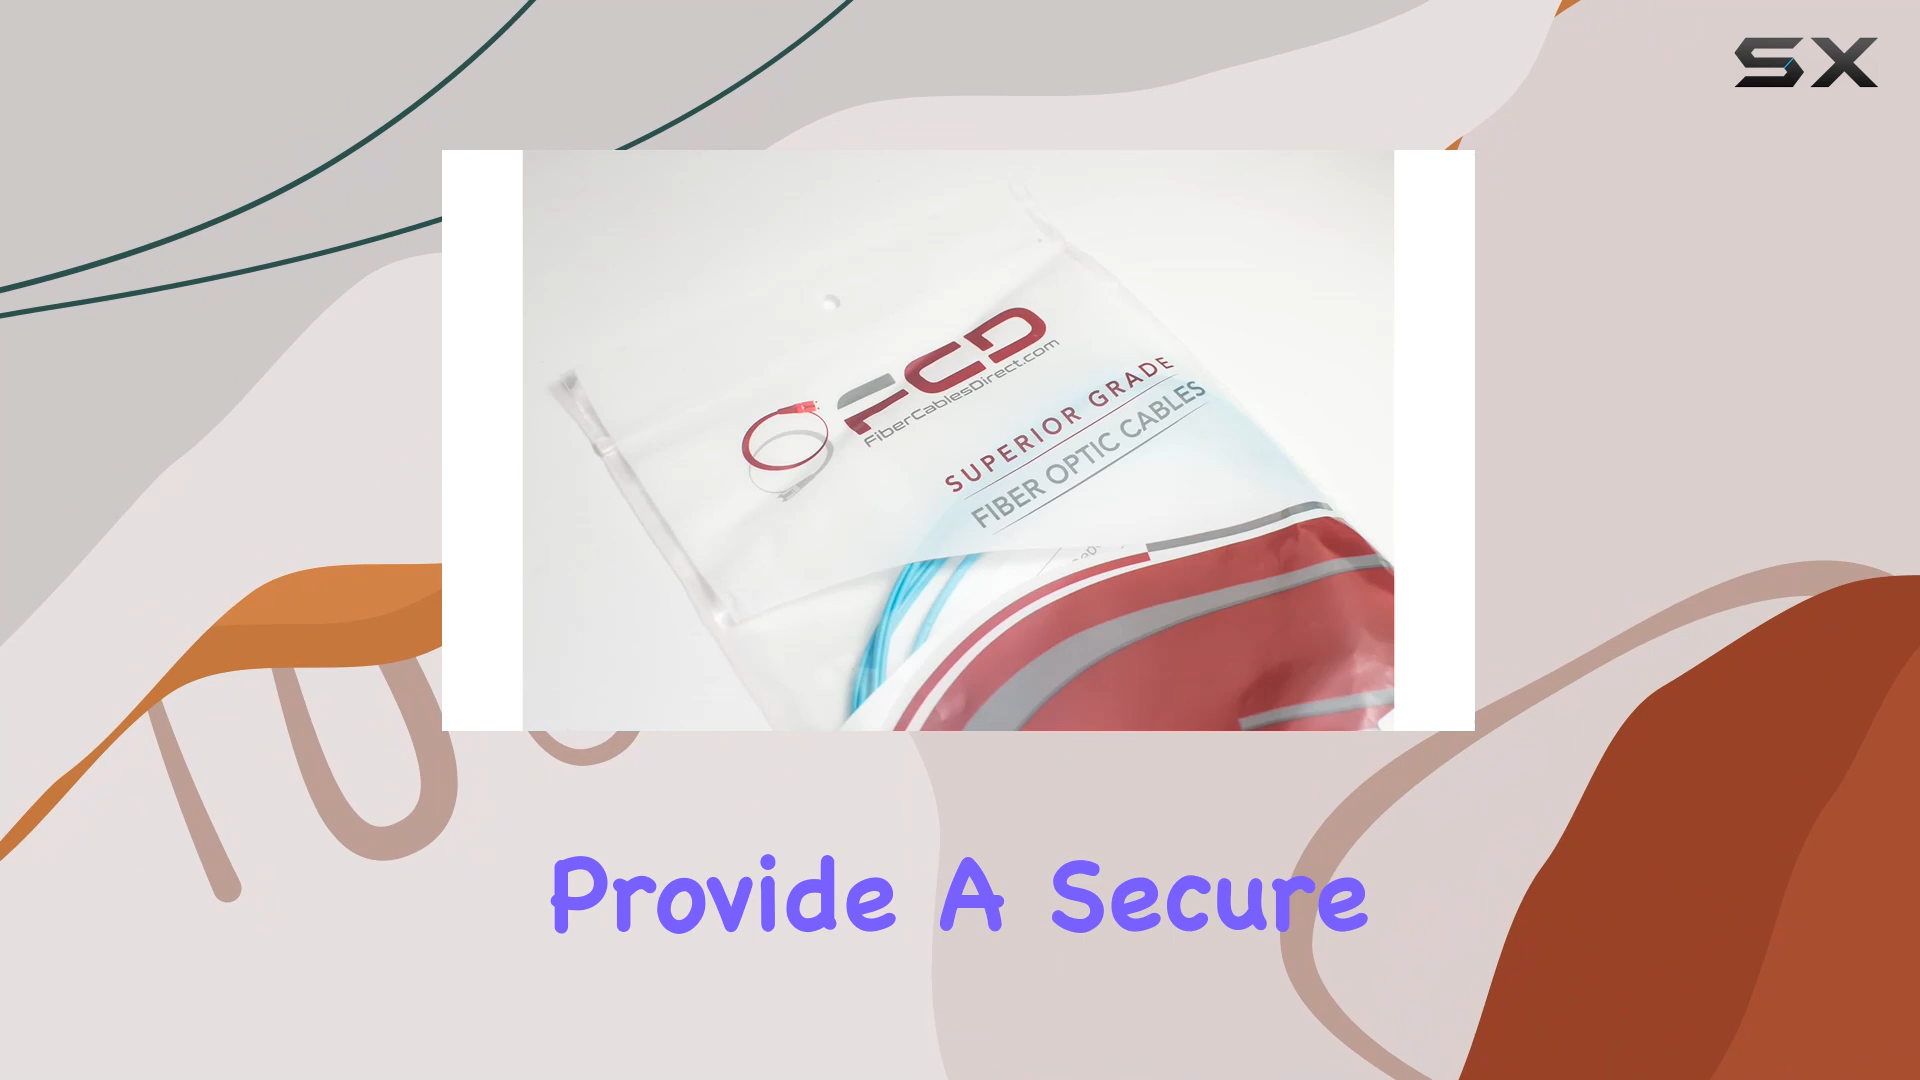 SX
FCD
FiberCablesDirect.com
SUPERIOR GRADE
FIBER OPTIC CABLES
Provide A Secure